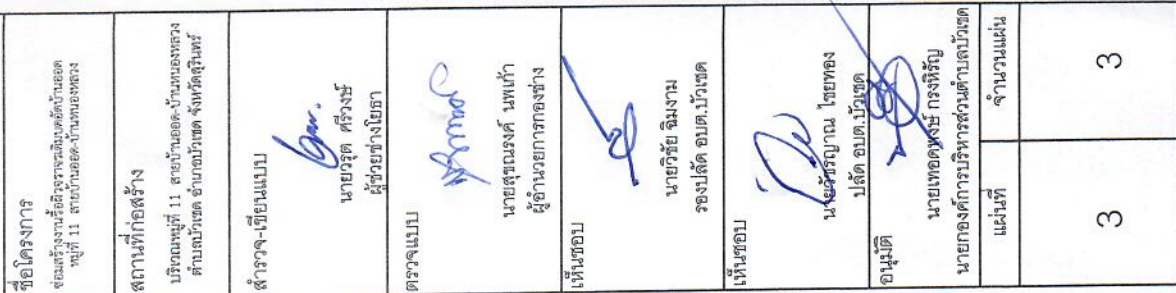 ชื่อโครงการ
ซ่อมสร้างงานรื้อผิวจราจรเดิมบดอัดบ้านออด
หมู่ที่ 11 สายบ้านออด-บ้านหนองหลวง
สถานที่ก่อสร้าง
บริเวณหมู่ที่ 11 สายบ้านออด-บ้านหนองหลวง
ตำบลบัวเชด อำเภอบัวเชด จังหวัดสุรินทร์
สำรวจ-เขียนแบบ
นายวรุต ศรีวงษ์
ผู้ช่วยช่างโยธา
ตรวจแบบ
นายสุขณรงค์ นพเก้า
ผู้อำนวยการกองช่าง
เห็นชอบ
นายวิชัย ฉิมงาม
รองปลัด อบต.บัวเชด
เห็นชอบ
นายวัชรญาณ ไชยทอง
ปลัด อบต.บัวเชด
อนุมัติ
นายเทอดพงษ์ กรงหิรัญ
นายกองค์การบริหารส่วนตำบลบัวเชด
แผ่นที่ จำนวนแผ่น
3 3